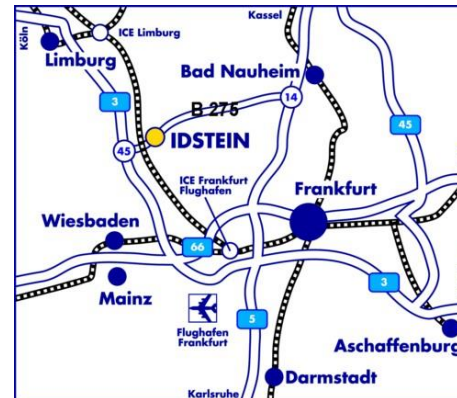 Köln
ICE Limburg
Kassel
Limburg
Bad Nauheim
3
B 275
14
45
45
IDSTEIN
ICE Frankfurt
Flughafen
Frankfurt
Wiesbaden
66
Mainz
3
Flughafen
Frankfurt
5
Aschaffenburg
Darmstadt
Karlsruhe